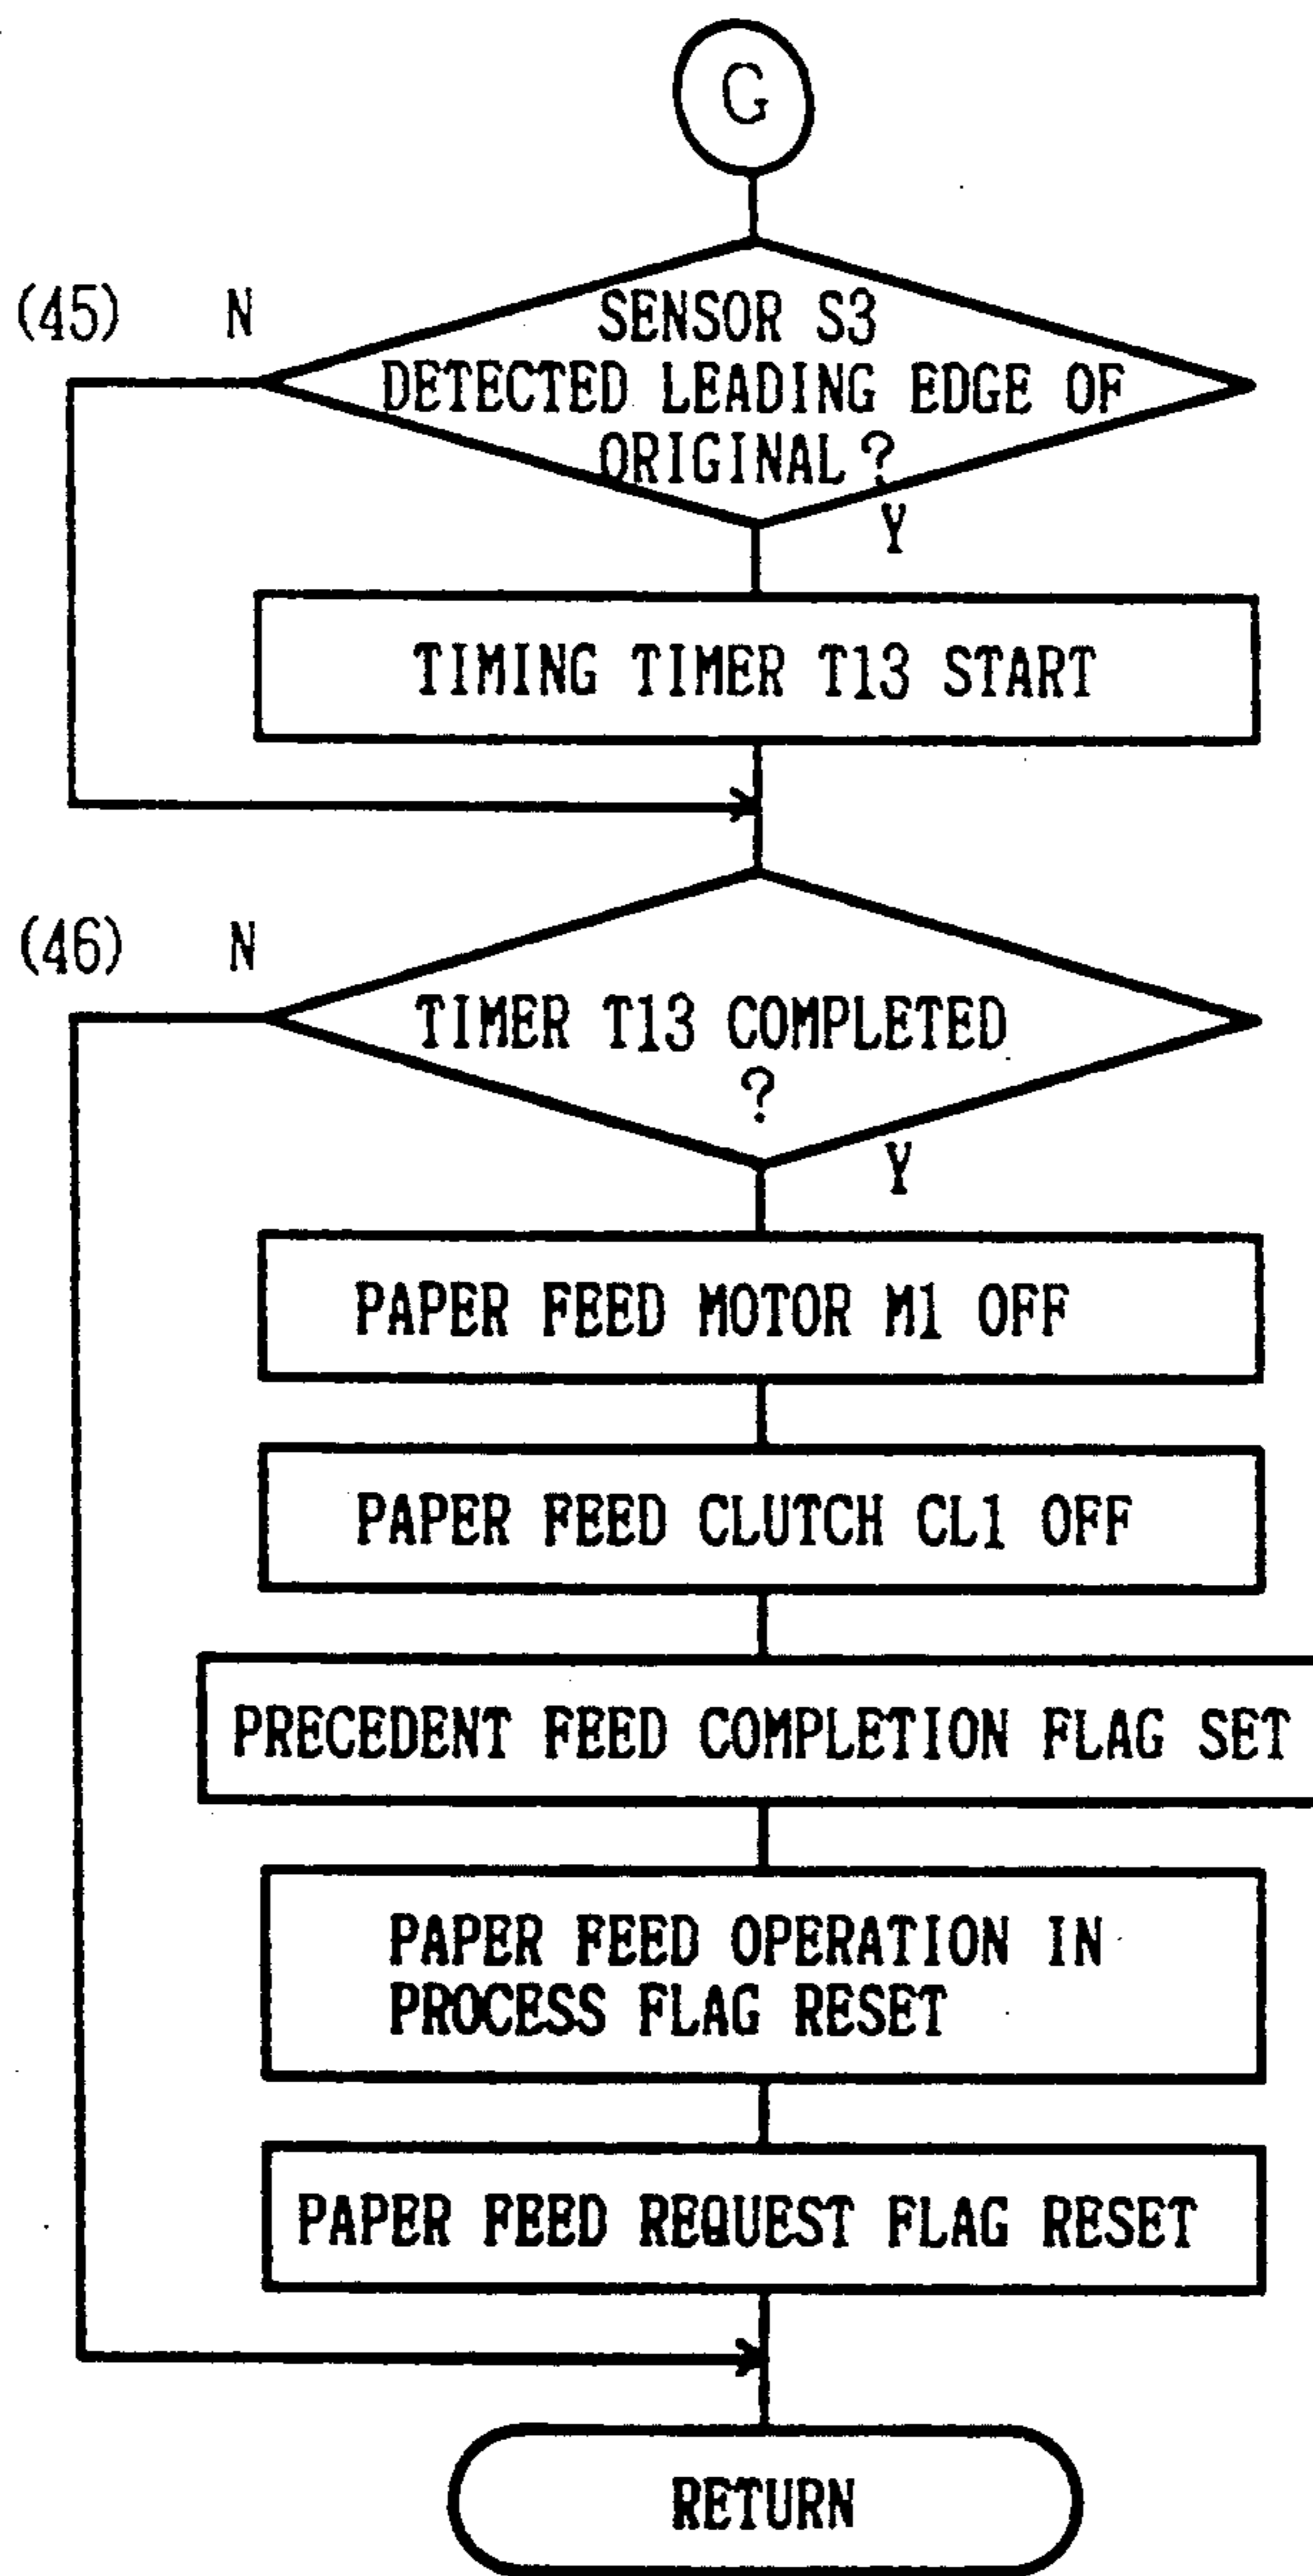 G
(45) N
SENSOR S3
DETECTED LEADING EDGE OF
ORIGINAL?
Y
TIMING TIMER T13 START
(46) N
TIMER T13 COMPLETED
?
Y
PAPER FEED MOTOR M1 OFF
PAPER FEED CLUTCH CL1 OFF
PRECEDENT FEED COMPLETION FLAG SET
PAPER FEED OPERATION IN
PROCESS FLAG RESET
PAPER FEED REQUEST FLAG RESET
RETURN